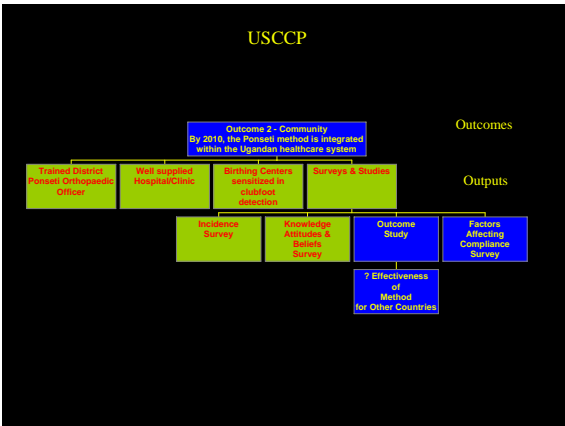 USCCP
Outcome 2 - Community
By 2010, the Ponseti method is integrated
within the Ugandan healthcare system
Outcomes
Trained District
Ponseti Orthopaedic
Officer
Well supplied
Hospital/Clinic
Birthing Centers
sensitized in
clubfoot
detection
Surveys & Studies
Outputs
Incidence
Survey
Knowledge
Attitudes &
Beliefs
Survey
Outcome
Study
Factors
Affecting
Compliance
Survey
? Effectiveness
of
Method
for Other Countries